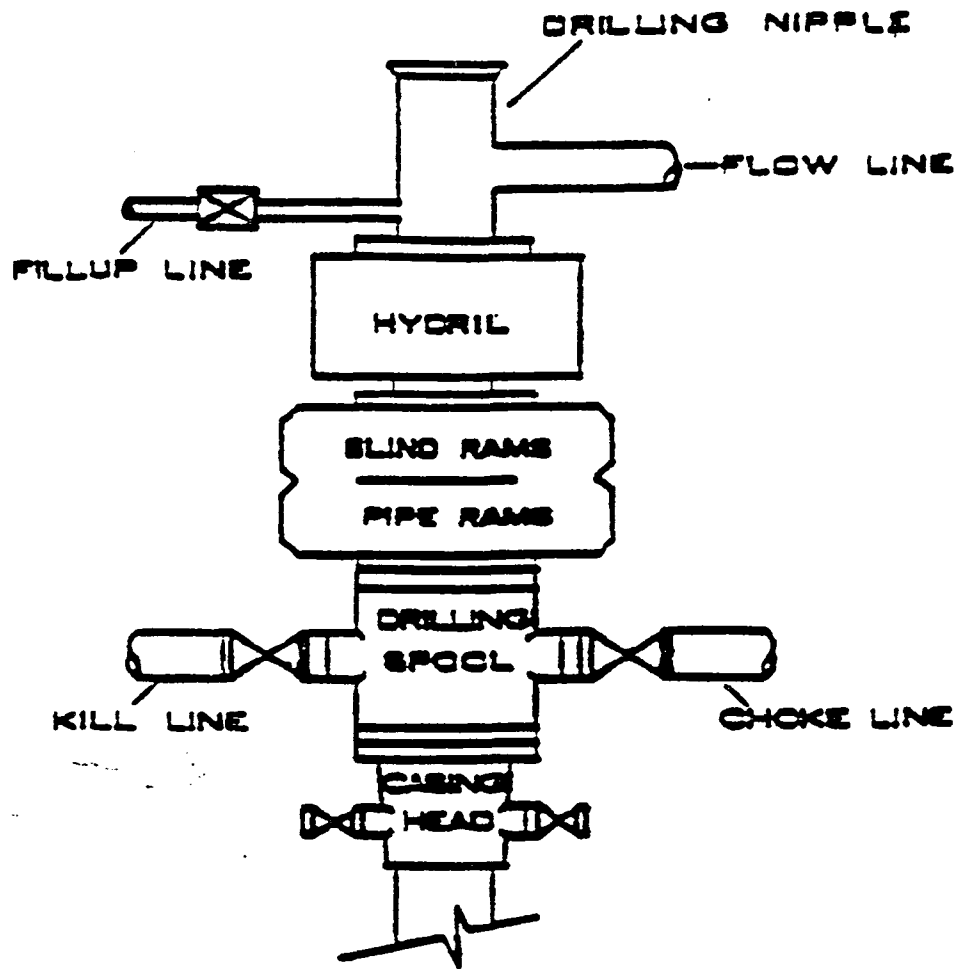 DRILLING NIPPLE
FLOW LINE
FILLUP LINE
HYDRIL
BLIND RAMS
PIPE RAMS
DRILLING
SPOOL
KILL LINE
CHOKE LINE
CASING
HEAD